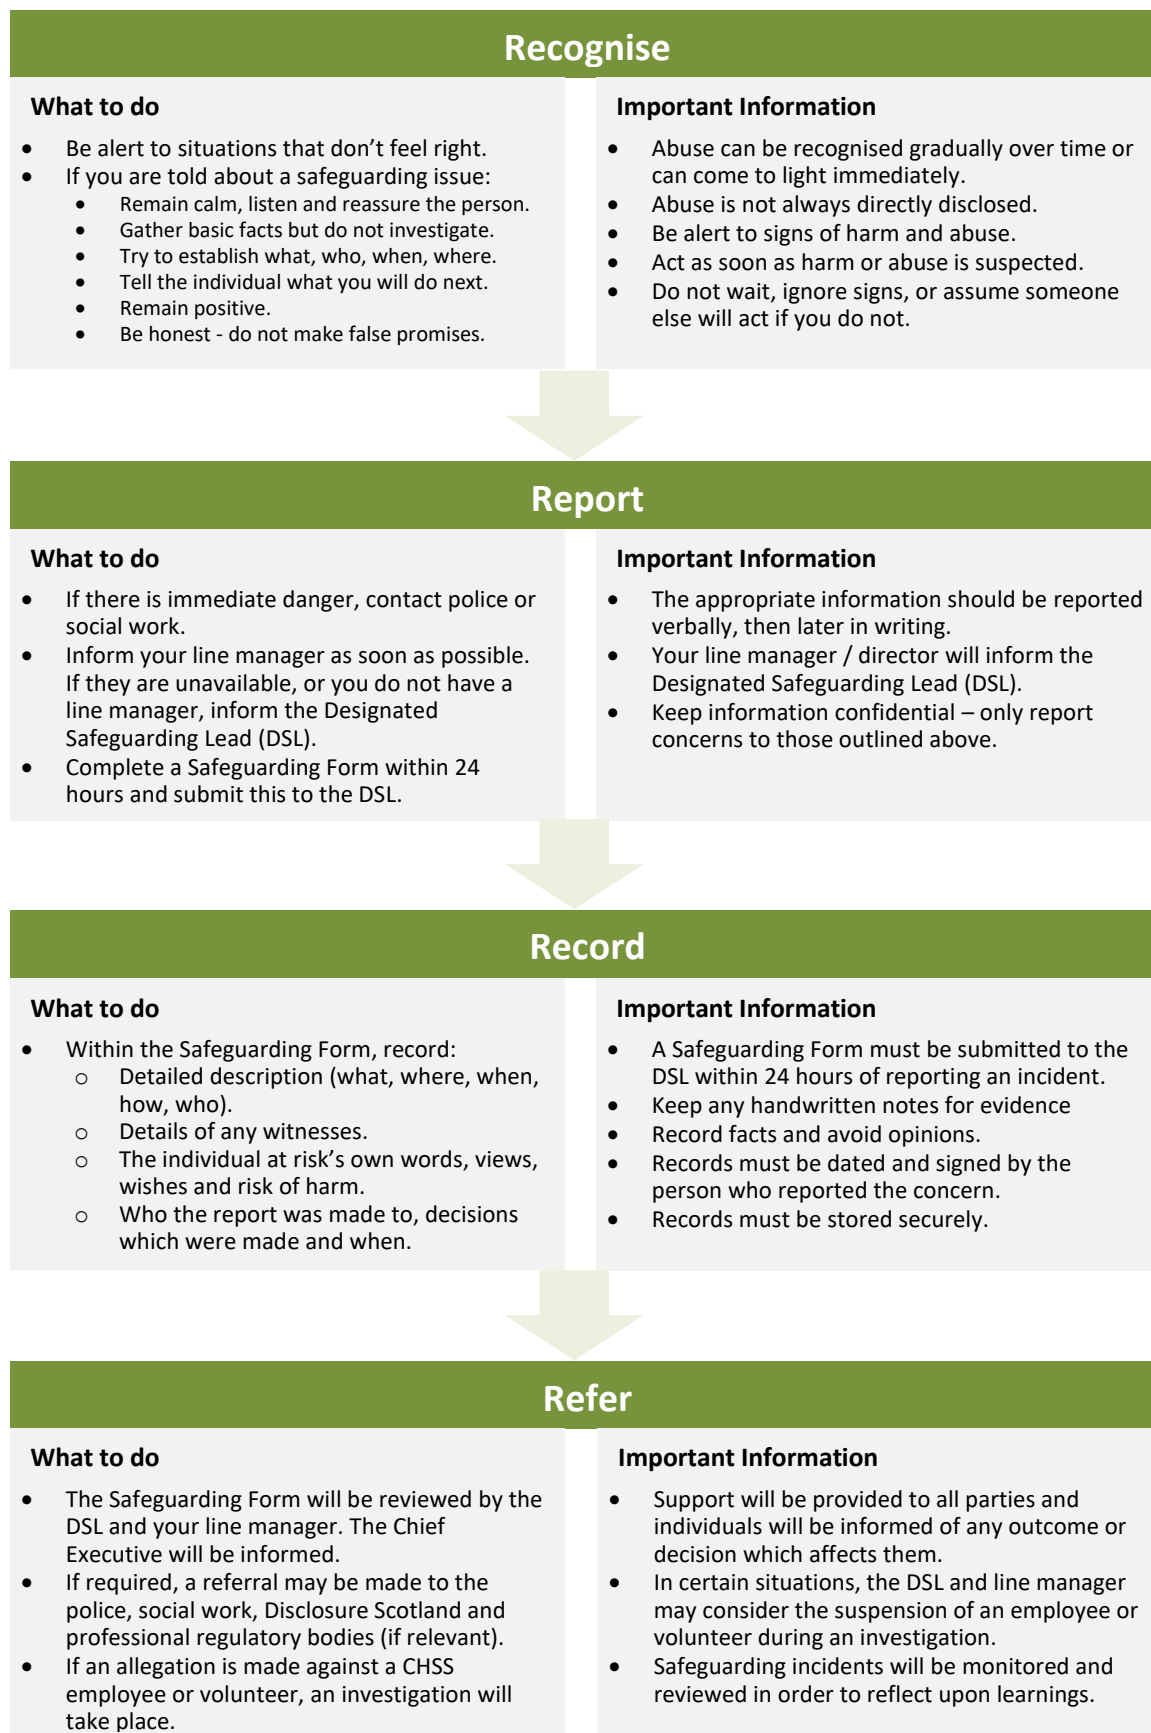 Recognise
What to do
• Be alert to situations that don’t feel right.
• If you are told about a safeguarding issue:
• Remain calm, listen and reassure the person.
• Gather basic facts but do not investigate.
• Try to establish what, who, when, where.
• Tell the individual what you will do next.
• Remain positive.
• Be honest - do not make false promises.
Important Information
• Abuse can be recognised gradually over time or
can come to light immediately.
• Abuse is not always directly disclosed.
• Be alert to signs of harm and abuse.
• Act as soon as harm or abuse is suspected.
• Do not wait, ignore signs, or assume someone
else will act if you do not.
Report
What to do
• If there is immediate danger, contact police or
social work.
• Inform your line manager as soon as possible.
If they are unavailable, or you do not have a
line manager, inform the Designated
Safeguarding Lead (DSL).
• Complete a Safeguarding Form within 24
hours and submit this to the DSL.
Important Information
• The appropriate information should be reported
verbally, then later in writing.
• Your line manager / director will inform the
Designated Safeguarding Lead (DSL).
• Keep information confidential – only report
concerns to those outlined above.
Record
What to do
• Within the Safeguarding Form, record:
o Detailed description (what, where, when,
how, who).
o Details of any witnesses.
o The individual at risk’s own words, views,
wishes and risk of harm.
o Who the report was made to, decisions
which were made and when.
Important Information
• A Safeguarding Form must be submitted to the
DSL within 24 hours of reporting an incident.
• Keep any handwritten notes for evidence
• Record facts and avoid opinions.
• Records must be dated and signed by the
person who reported the concern.
• Records must be stored securely.
Refer
What to do
• The Safeguarding Form will be reviewed by the
DSL and your line manager. The Chief
Executive will be informed.
• If required, a referral may be made to the
police, social work, Disclosure Scotland and
professional regulatory bodies (if relevant).
• If an allegation is made against a CHSS
employee or volunteer, an investigation will
take place.
Important Information
• Support will be provided to all parties and
individuals will be informed of any outcome or
decision which affects them.
• In certain situations, the DSL and line manager
may consider the suspension of an employee or
volunteer during an investigation.
• Safeguarding incidents will be monitored and
reviewed in order to reflect upon learnings.